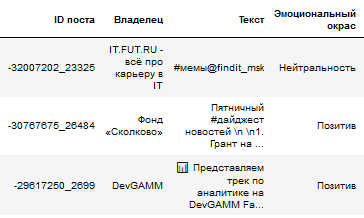 ID поста Владелец Текст Эмоциональный
окрас
-32007202_23325 IT.FUT.RU -
всё про
карьеру в
IT #мемы@findit_msk Нейтральность
-30767675_26484 Фонд
«Сколково» Пятничный
#дайджест
новостей \n \n1.
Грант на ... Позитив
-29617250_2699 DevGAMM 📊 Представляем
трек по
аналитике на
DevGAMM Fa... Позитив